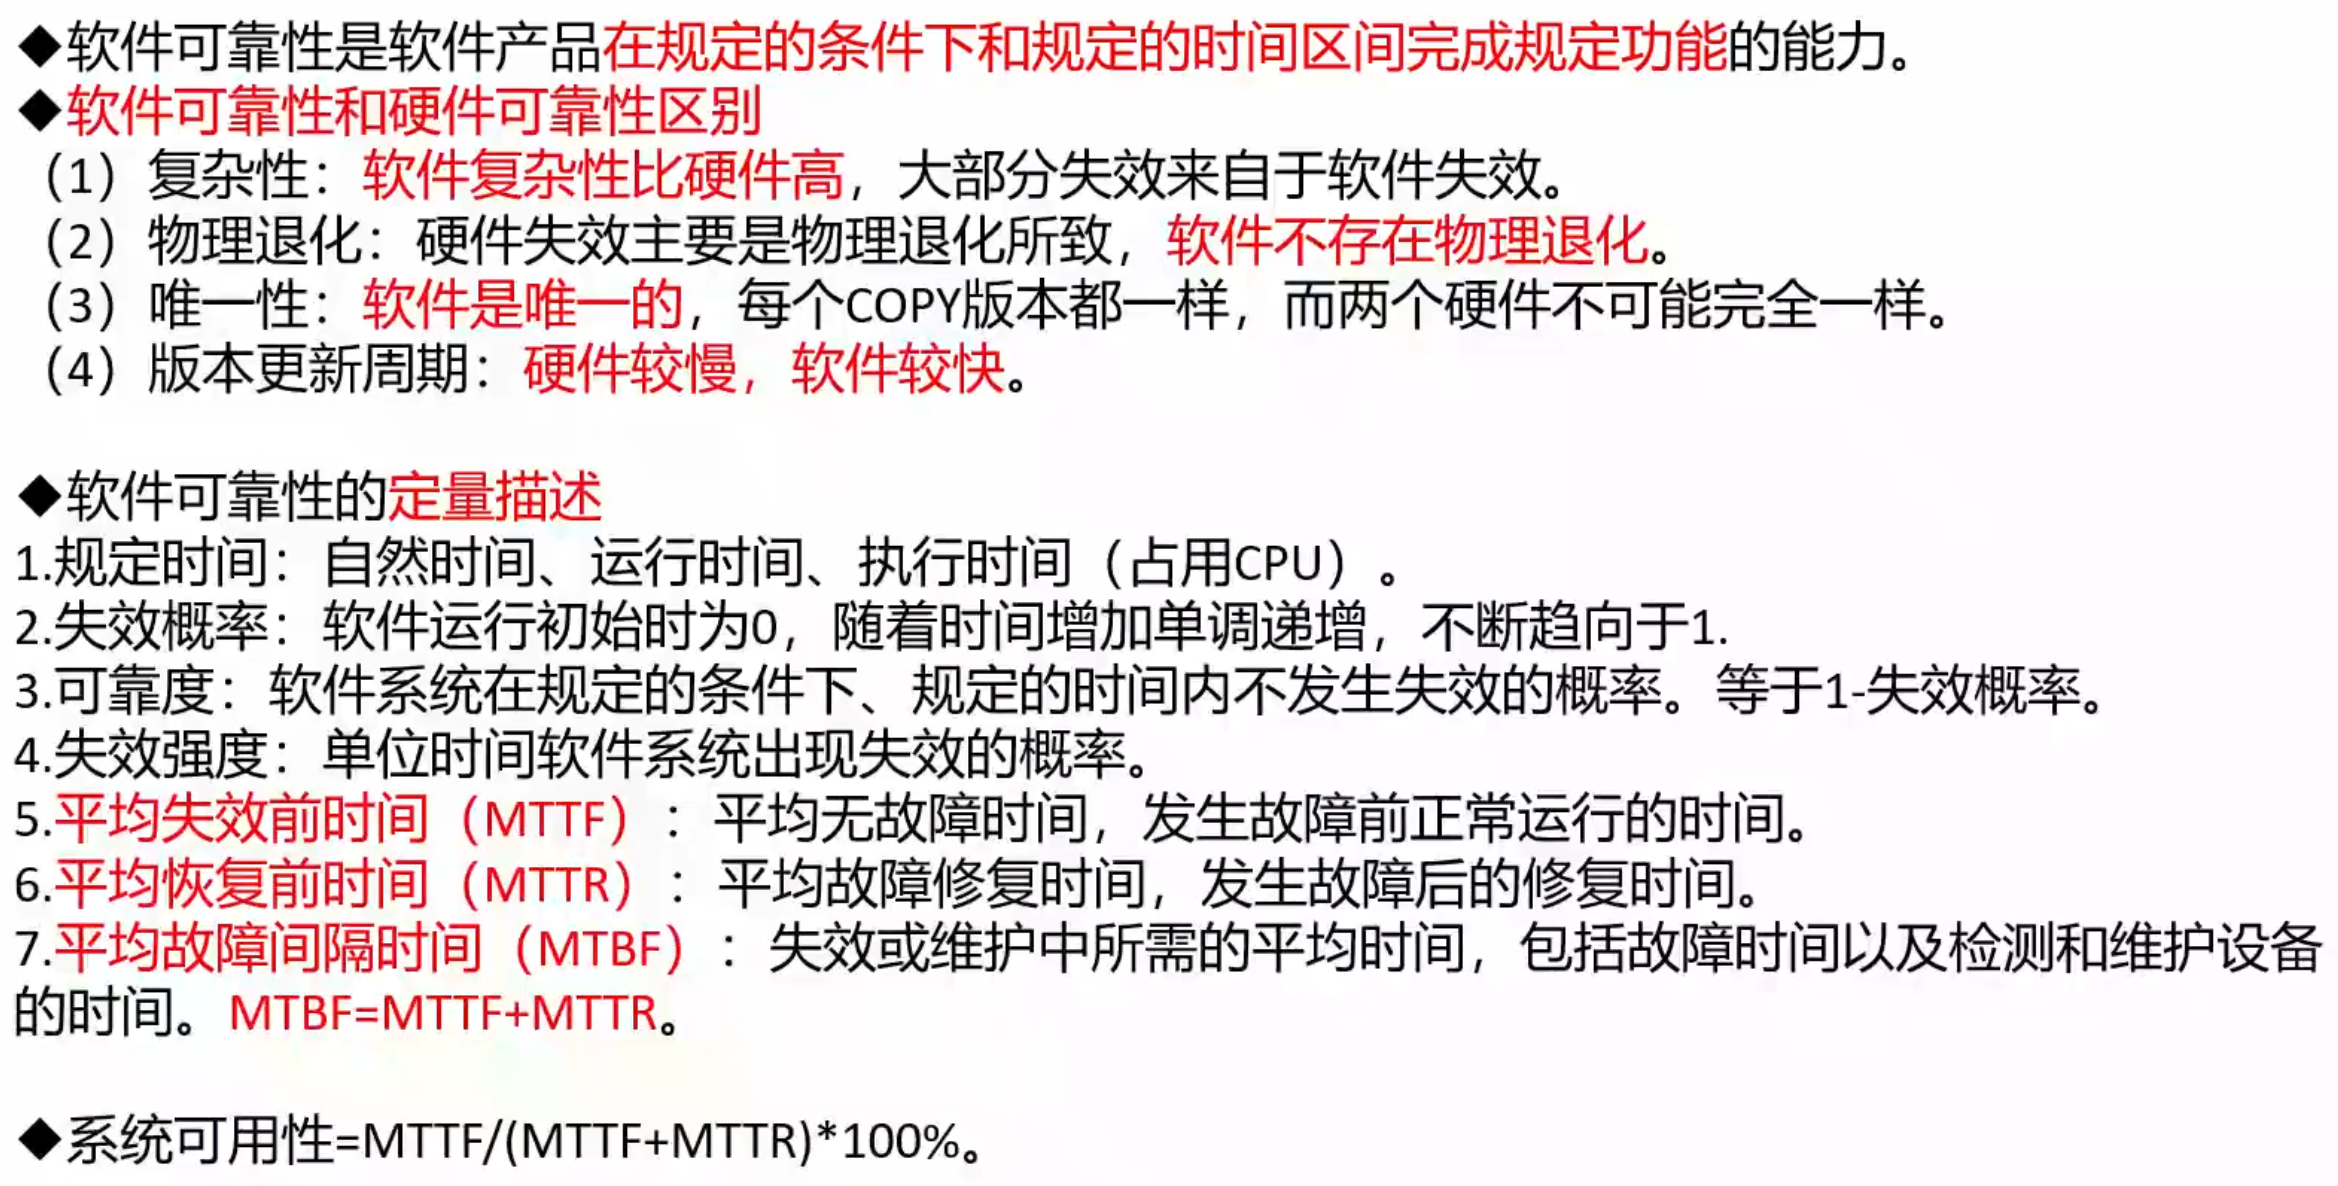 ◆软件可靠性是软件产品在规定的条件下和规定的时间区间完成规定功能的能力。
◆软件可靠性和硬件可靠性区别
（1）复杂性：软件复杂性比硬件高，大部分失效来自于软件失效。
（2）物理退化：硬件失效主要是物理退化所致，软件不存在物理退化。
（3）唯一性：软件是唯一的，每个COPY版本都一样，而两个硬件不可能完全一样。
（4）版本更新周期：硬件较慢，软件较快。
◆软件可靠性的定量描述
1.规定时间：自然时间、运行时间、执行时间（占用CPU）。
2.失效概率：软件运行初始时为0，随着时间增加单调递增，不断趋向于1.
3.可靠度：软件系统在规定的条件下、规定的时间内不发生失效的概率。等于1-失效概率。
4.失效强度：单位时间软件系统出现失效的概率。
5.平均失效前时间（MTTF）：平均无故障时间，发生故障前正常运行的时间。
6.平均恢复前时间（MTTR）：平均故障修复时间，发生故障后的修复时间。
7.平均故障间隔时间（MTBF）：失效或维护中所需的平均时间，包括故障时间以及检测和维护设备
的时间。MTBF=MTTF+MTTR。
◆系统可用性=MTTF/(MTTF+MTTR)*100%。